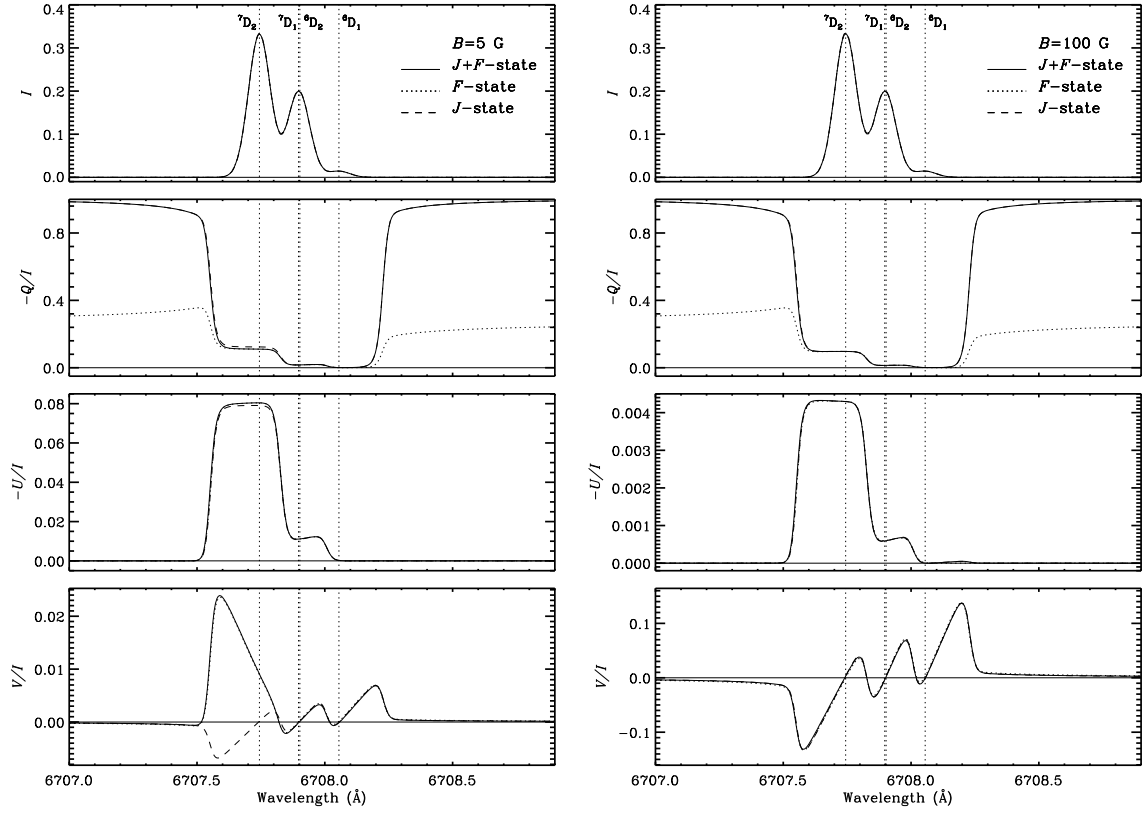 ⁷D₂ ⁷D₁ ⁶D₂ ⁶D₁
B=5 G
J+F-state
F-state
J-state
0.4
0.3
0.2
0.1
0.0
I
0.8
0.4
0.0
-Q/I
0.08
0.06
0.04
0.02
0.00
-U/I
0.02
0.01
0.00
V/I
6707.0 6707.5 6708.0 6708.5
Wavelength (Å)
⁷D₂ ⁷D₁ ⁶D₂ ⁶D₁
B=100 G
J+F-state
F-state
J-state
0.4
0.3
0.2
0.1
0.0
I
0.8
0.4
0.0
-Q/I
0.004
0.003
0.002
0.001
0.000
-U/I
0.1
0.0
-0.1
V/I
6707.0 6707.5 6708.0 6708.5
Wavelength (Å)